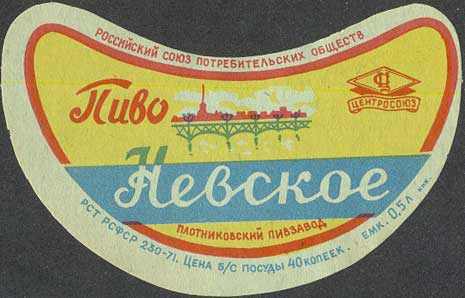 РОССИЙСКИЙ СОЮЗ ПОТРЕБИТЕЛЬСКИХ ОБЩЕСТВ
Пиво
Ц
ЦЕНТРОСОЮЗ
Невское
ПЛОТНИКОВСКИЙ ПИВЗАВОД
РСТ РСФСР 230-71. ЦЕНА Б/С ПОСУДЫ 40 КОПЕЕК. ЕМК. 0,5 Л